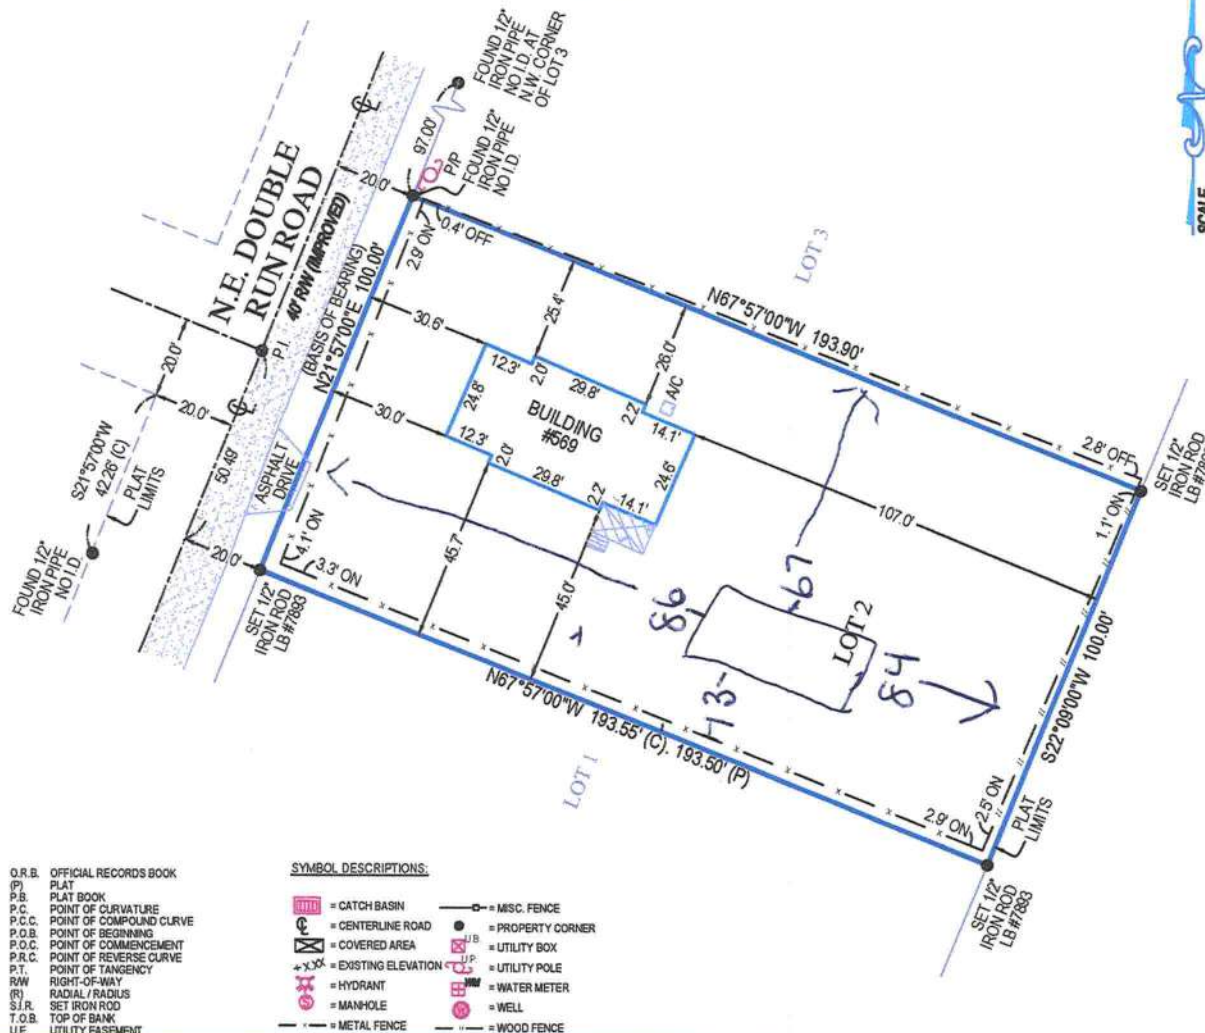 FOUND 1/2"
IRON PIPE
NO I.D. AT
N.W. CORNER
OF LOT 3
97.00'
P/P
FOUND 1/2"
IRON PIPE
NO I.D.
20.0'
N.E. DOUBLE
RUN ROAD
40' R/W (IMPROVED)
(BASIS OF BEARING)
N21°57'00"E 100.00'
P.I.
20.0'
20.0'
S21°57'00"W
42.26' (C)
PLAT
LIMITS
50.49'
FOUND 1/2"
IRON PIPE
NO I.D.
ASPHALT
DRIVE
20.0'
SET 1/2"
IRON ROD
LB #7893
4.1' ON
3.3' ON
2.9' ON
0.4' OFF
LOT 3
N67°57'00"W 193.90'
30.6'
25.4'
26.0'
A/C
12.3'
2.0'
29.8'
2.2'
14.1'
24.8'
BUILDING
#569
24.6'
30.0'
12.3'
2.0'
29.8'
2.2'
14.1'
45.7'
45.0'
107.0'
2.8' OFF
1.1' ON
SET 1/2"
IRON ROD
LB #7893
86
67
LOT 2
84
13
S22°09'00"W 100.00'
N67°57'00"W 193.55' (C). 193.50' (P)
LOT 1
2.9' ON
2.5' ON
PLAT
LIMITS
SET 1/2"
IRON ROD
LB #7893
SCALE
O.R.B. OFFICIAL RECORDS BOOK
(P) PLAT
P.B. PLAT BOOK
P.C. POINT OF CURVATURE
P.C.C. POINT OF COMPOUND CURVE
P.O.B. POINT OF BEGINNING
P.O.C. POINT OF COMMENCEMENT
P.R.C. POINT OF REVERSE CURVE
P.T. POINT OF TANGENCY
R/W RIGHT-OF-WAY
(R) RADIAL / RADIUS
S.I.R. SET IRON ROD
T.O.B. TOP OF BANK
U.E. UTILITY EASEMENT
SYMBOL DESCRIPTIONS:
= CATCH BASIN
= CENTERLINE ROAD
= COVERED AREA
+X.XX = EXISTING ELEVATION
= HYDRANT
= MANHOLE
= METAL FENCE
= MISC. FENCE
= PROPERTY CORNER
U.B. = UTILITY BOX
U.P. = UTILITY POLE
WM = WATER METER
= WELL
= WOOD FENCE